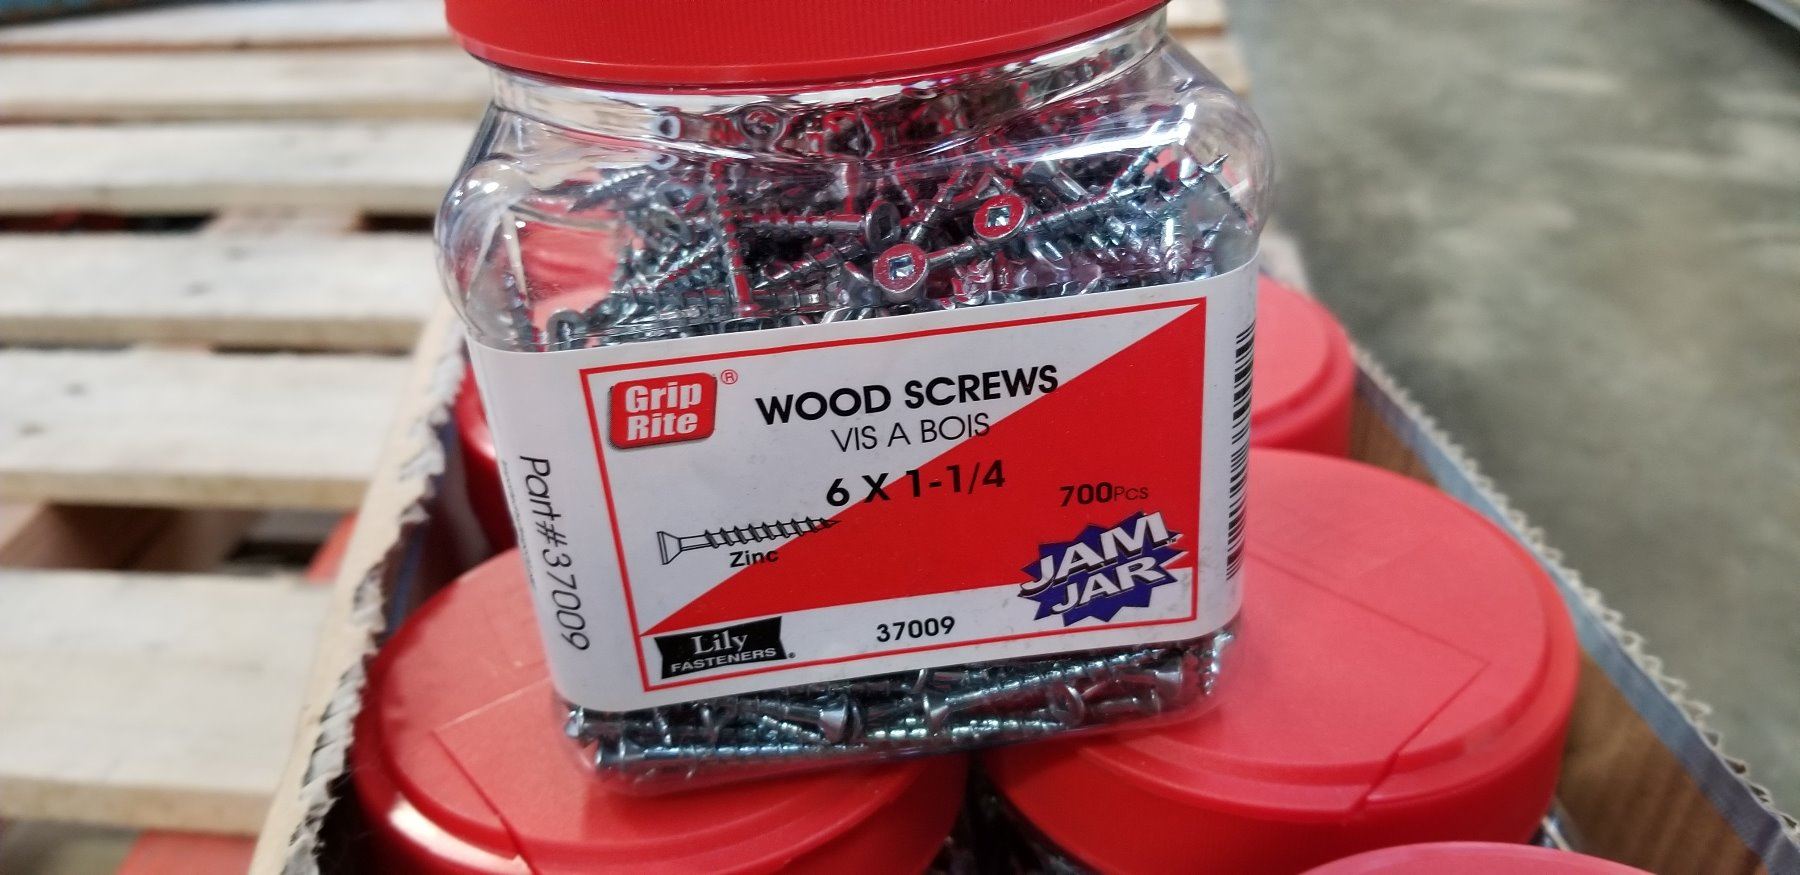 Grip
Rite
®
WOOD SCREWS
VIS A BOIS
6 X 1-1/4
700Pcs
Zinc
JAM
JAR
Lily
FASTENERS®
37009
Part#37009